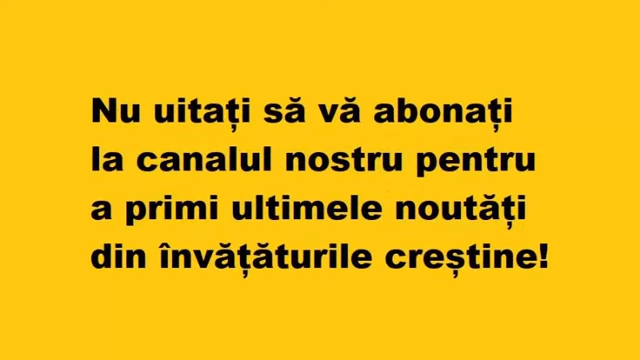 Nu uitați să vă abonați
la canalul nostru pentru
a primi ultimele noutăți
din învățăturile creștine!